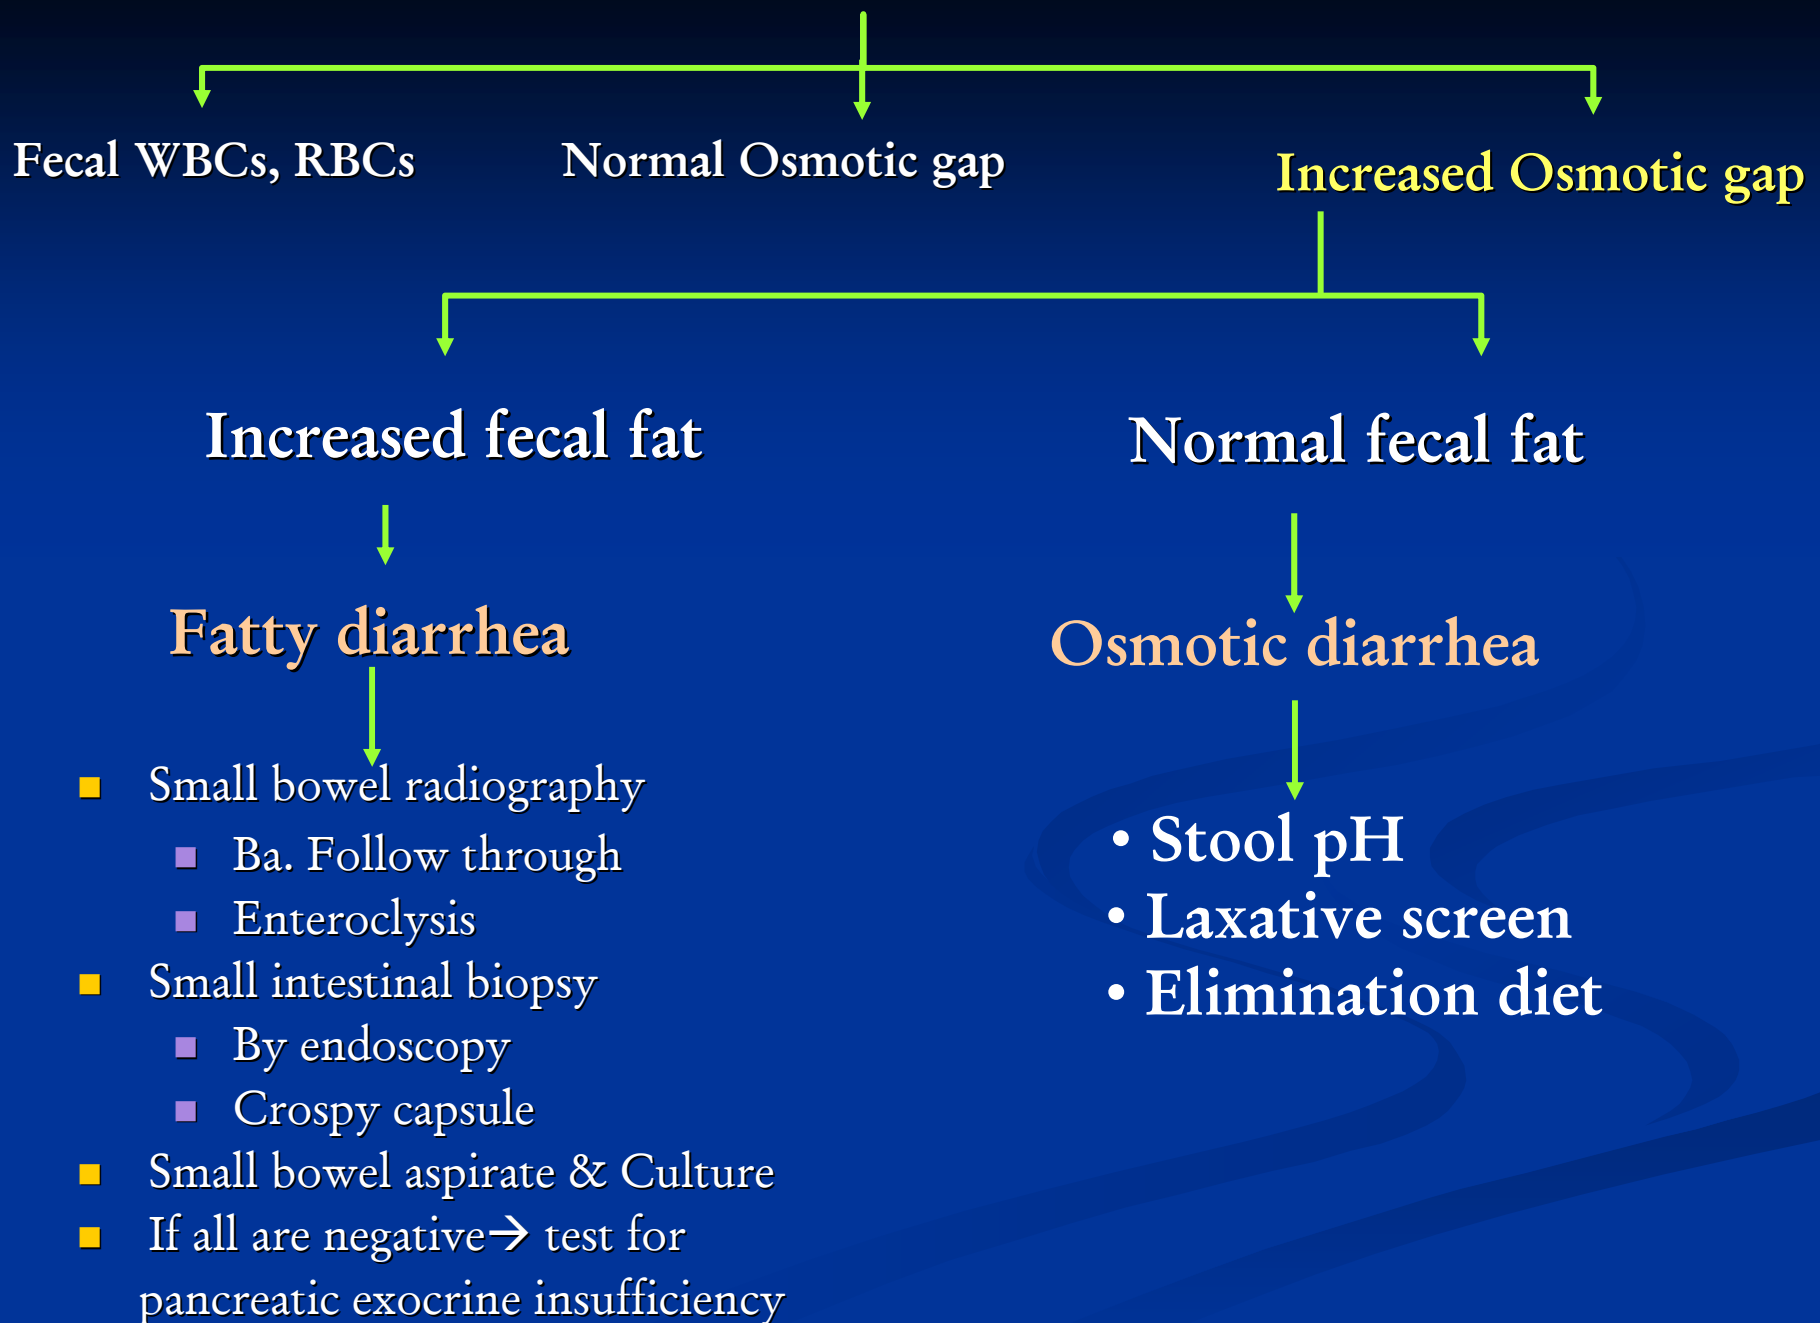 Fecal WBCs, RBCs
Normal Osmotic gap
Increased Osmotic gap
Increased fecal fat
Normal fecal fat
Fatty diarrhea
Osmotic diarrhea
Small bowel radiography
Ba. Follow through
Enteroclysis
Small intestinal biopsy
By endoscopy
Crospy capsule
Small bowel aspirate & Culture
If all are negative→ test for
pancreatic exocrine insufficiency
• Stool pH
• Laxative screen
• Elimination diet